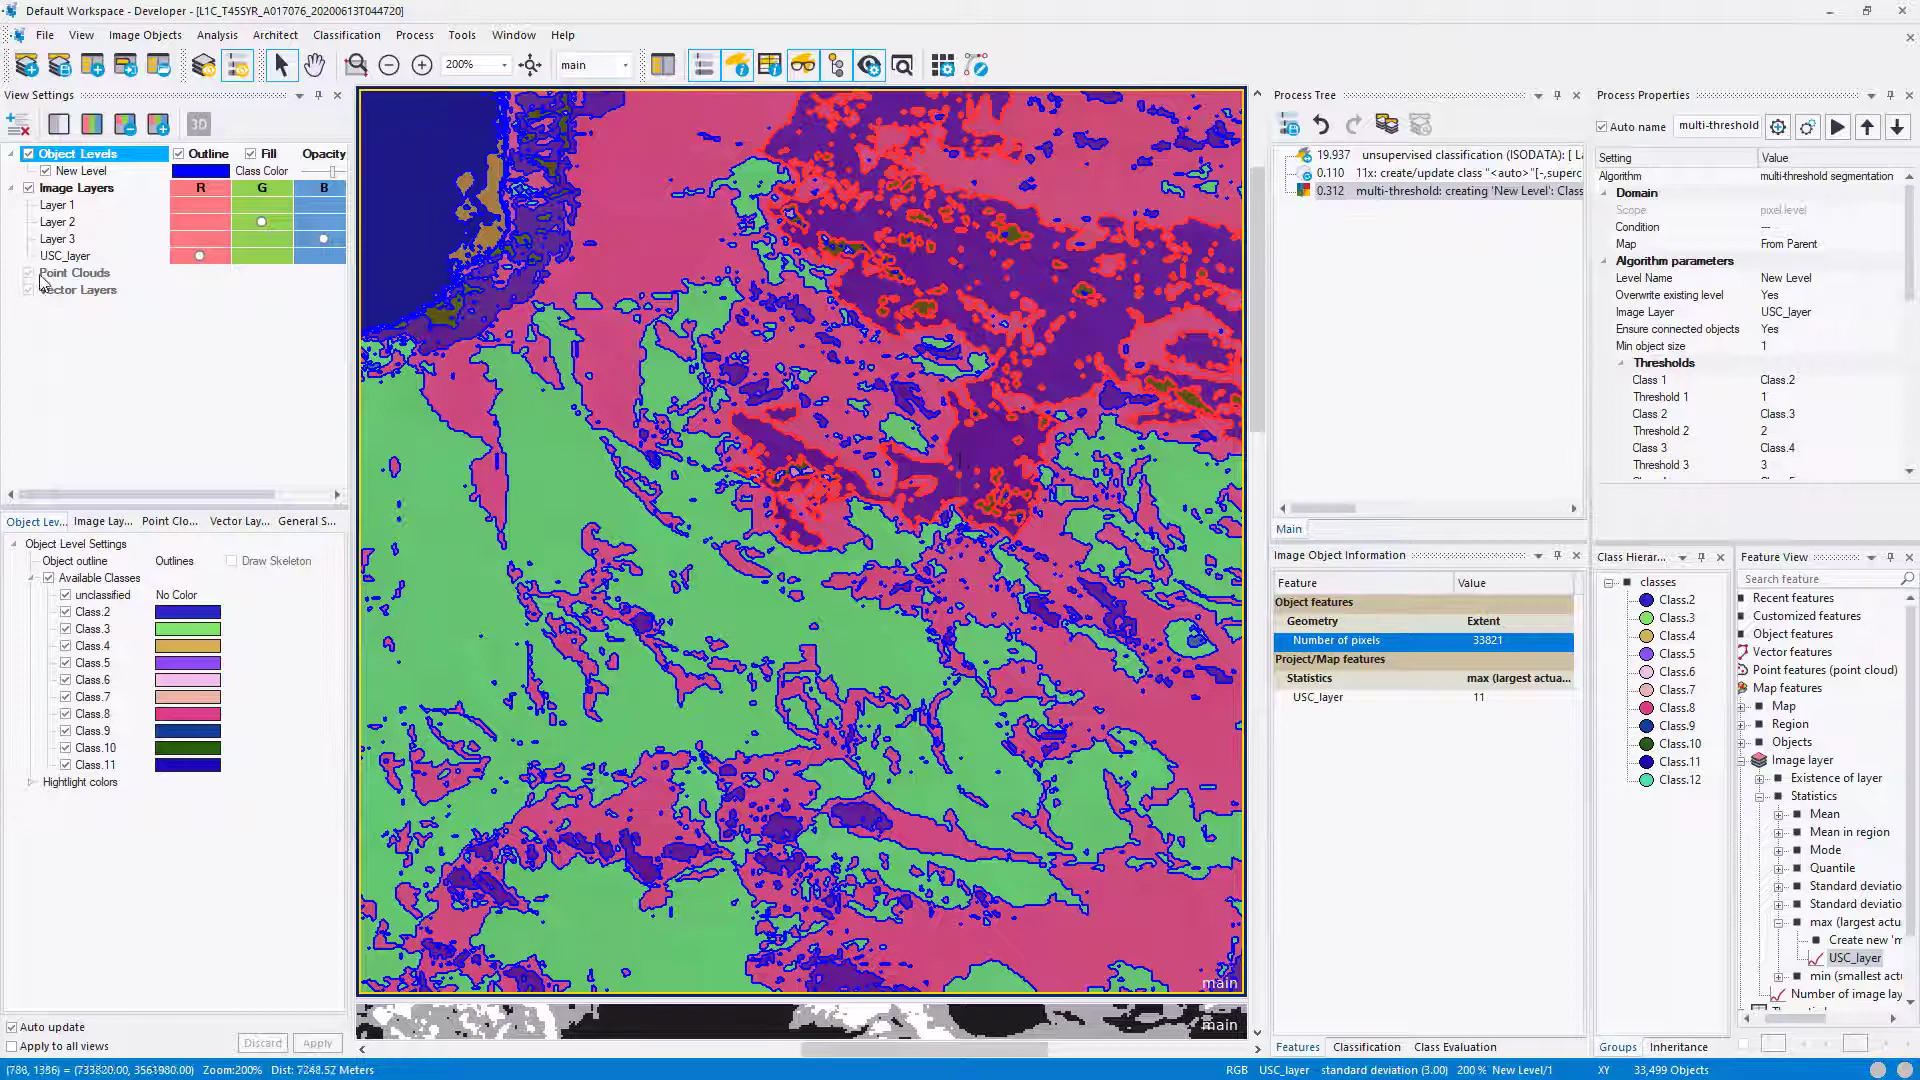 Default Workspace - Developer - [L1C_T45SYR_A017076_20200613T044720]
File View Image Objects Analysis Architect Classification Process Tools Window Help
200% main
View Settings
3D
Object Levels Outline Fill Opacity
New Level Class Color
Image Layers R G B
Layer 1
Layer 2
Layer 3
USC_layer
Point Clouds
Vector Layers
Object Lev... Image Lay... Point Clo... Vector Lay... General S...
Object Level Settings
Object outline Outlines Draw Skeleton
Available Classes
unclassified No Color
Class.2
Class.3
Class.4
Class.5
Class.6
Class.7
Class.8
Class.9
Class.10
Class.11
Hightlight colors
Auto update
Apply to all views Discard Apply
main
main
Process Tree
19.937 unsupervised classification (ISODATA): [ La
0.110 11x: create/update class "<auto>"[-,superc
0.312 multi-threshold: creating 'New Level': Class
Main
Image Object Information
Feature Value
Object features
Geometry Extent
Number of pixels 33821
Project/Map features
Statistics max (largest actua...
USC_layer 11
Features Classification Class Evaluation
Process Properties
Auto name multi-threshold
Setting Value
Algorithm multi-threshold segmentation
Domain
Scope pixel level
Condition ---
Map From Parent
Algorithm parameters
Level Name New Level
Overwrite existing level Yes
Image Layer USC_layer
Ensure connected objects Yes
Min object size 1
Thresholds
Class 1 Class.2
Threshold 1 1
Class 2 Class.3
Threshold 2 2
Class 3 Class.4
Threshold 3 3
Class Hierar...
classes
Class.2
Class.3
Class.4
Class.5
Class.6
Class.7
Class.8
Class.9
Class.10
Class.11
Class.12
Groups Inheritance
Feature View
Search feature
Recent features
Customized features
Object features
Vector features
Point features (point cloud)
Map features
Map
Region
Objects
Image layer
Existence of layer
Statistics
Mean
Mean in region
Mode
Quantile
Standard deviatio
Standard deviatio
max (largest actu
Create new 'm
USC_layer
min (smallest actu
Number of image lay
(786, 1386) = (733820.00, 3561980.00) Zoom:200% Dist: 7248.52 Meters
RGB USC_layer standard deviation (3.00) 200 % New Level/1 XY 33,499 Objects